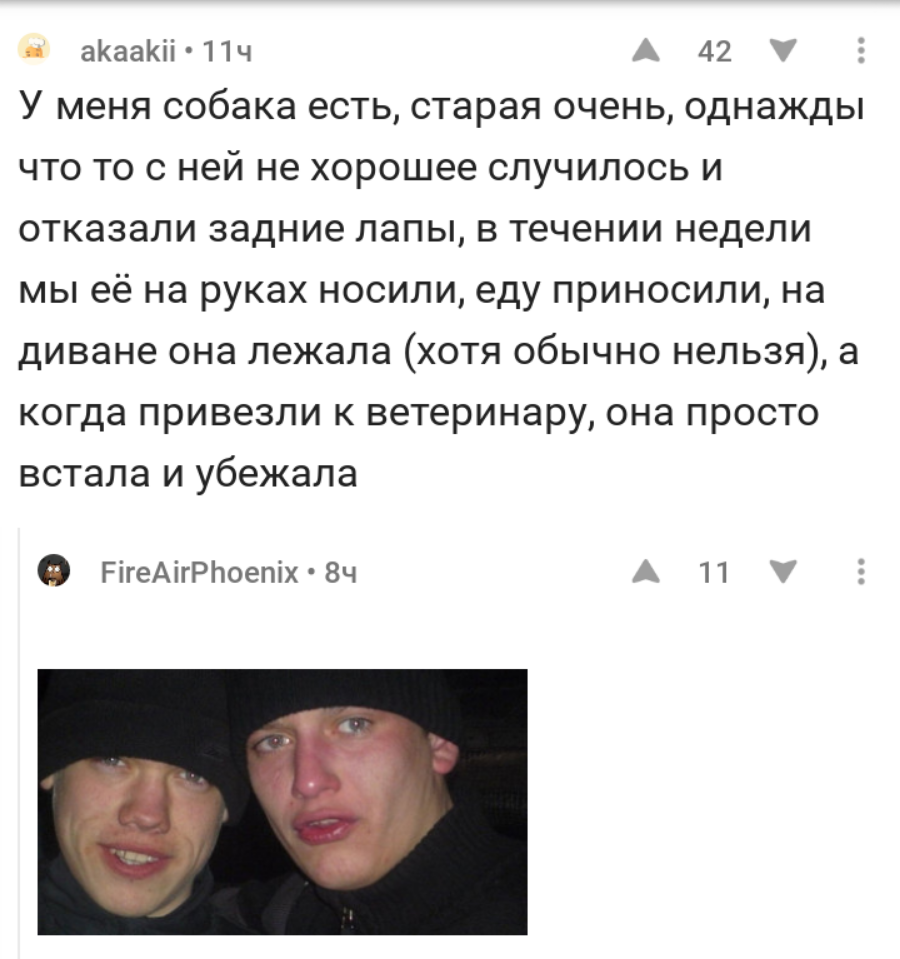 akaakii • 11ч 42
У меня собака есть, старая очень, однажды
что то с ней не хорошее случилось и
отказали задние лапы, в течении недели
мы её на руках носили, еду приносили, на
диване она лежала (хотя обычно нельзя), а
когда привезли к ветеринару, она просто
встала и убежала
FireAirPhoenix • 8ч 11